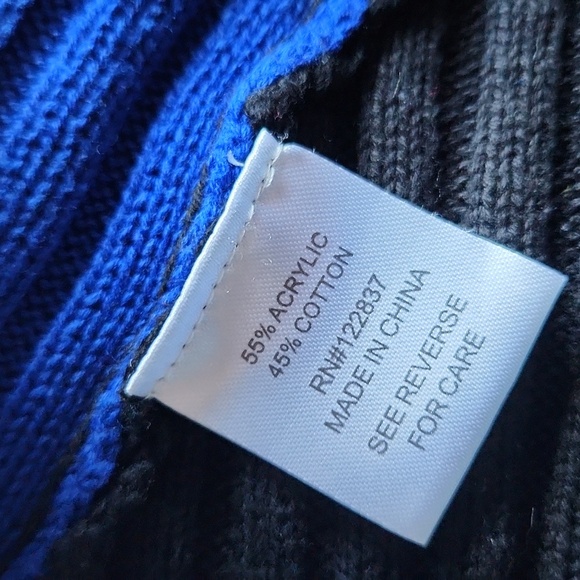 55% ACRYLIC
45% COTTON
RN#122837
MADE IN CHINA
SEE REVERSE
FOR CARE